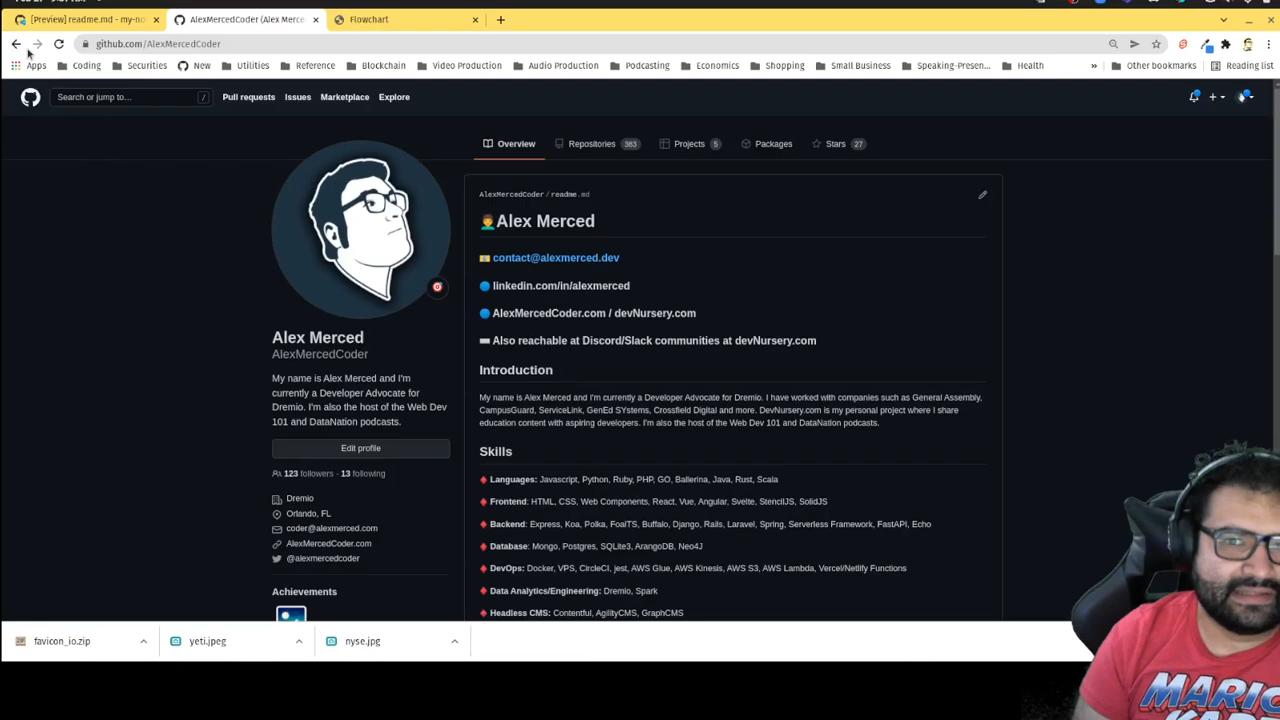 [Preview] readme.md - my-no
AlexMercedCoder (Alex Merce
Flowchart
github.com/AlexMercedCoder
Apps
Coding
Securities
New
Utilities
Reference
Blockchain
Video Production
Audio Production
Podcasting
Economics
Shopping
Small Business
Speaking-Presen...
Health
»
Other bookmarks
Reading list
Search or jump to...
/
Pull requests
Issues
Marketplace
Explore
Overview
Repositories 383
Projects 5
Packages
Stars 27
AlexMercedCoder / readme.md
Alex Merced
contact@alexmerced.dev
linkedin.com/in/alexmerced
AlexMercedCoder.com / devNursery.com
Also reachable at Discord/Slack communities at devNursery.com
Introduction
My name is Alex Merced and I'm currently a Developer Advocate for Dremio. I have worked with companies such as General Assembly,
CampusGuard, ServiceLink, GenEd SYstems, Crossfield Digital and more. DevNursery.com is my personal project where I share
education content with aspiring developers. I'm also the host of the Web Dev 101 and DataNation podcasts.
Skills
Languages: Javascript, Python, Ruby, PHP, GO, Ballerina, Java, Rust, Scala
Frontend: HTML, CSS, Web Components, React, Vue, Angular, Svelte, StencilJS, SolidJS
Backend: Express, Koa, Polka, FoalTS, Buffalo, Django, Rails, Laravel, Spring, Serverless Framework, FastAPI, Echo
Database: Mongo, Postgres, SQLite3, ArangoDB, Neo4J
DevOps: Docker, VPS, CircleCI, jest, AWS Glue, AWS Kinesis, AWS S3, AWS Lambda, Vercel/Netlify Functions
Data Analytics/Engineering: Dremio, Spark
Headless CMS: Contentful, AgilityCMS, GraphCMS
Alex Merced
AlexMercedCoder
My name is Alex Merced and I'm
currently a Developer Advocate for
Dremio. I'm also the host of the Web Dev
101 and DataNation podcasts.
Edit profile
123 followers · 13 following
Dremio
Orlando, FL
coder@alexmerced.com
AlexMercedCoder.com
@alexmercedcoder
Achievements
favicon_io.zip
yeti.jpeg
nyse.jpg
MARIO